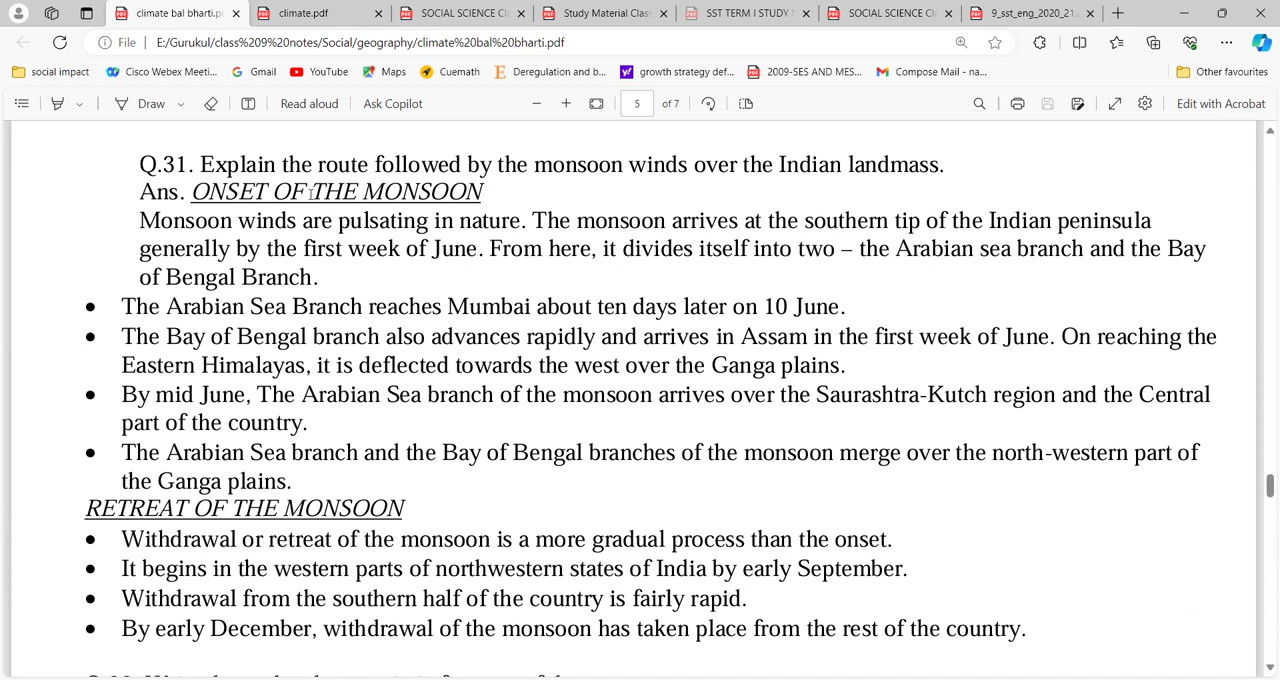 climate bal bharti.p
climate.pdf
SOCIAL SCIENCE Cl
Study Material Class
SST TERM I STUDY
SOCIAL SCIENCE Cl
9_sst_eng_2020_21
File
E:/Gurukul/class%209%20notes/Social/geography/climate%20bal%20bharti.pdf
social impact
Cisco Webex Meeti...
Gmail
YouTube
Maps
Cuemath
Deregulation and b...
growth strategy def...
2009-SES AND MES...
Compose Mail - na...
Other favourites
Draw
Read aloud
Ask Copilot
5 of 7
Edit with Acrobat
Q.31. Explain the route followed by the monsoon winds over the Indian landmass.
Ans. ONSET OF THE MONSOON
Monsoon winds are pulsating in nature. The monsoon arrives at the southern tip of the Indian peninsula
generally by the first week of June. From here, it divides itself into two – the Arabian sea branch and the Bay
of Bengal Branch.
• The Arabian Sea Branch reaches Mumbai about ten days later on 10 June.
• The Bay of Bengal branch also advances rapidly and arrives in Assam in the first week of June. On reaching the
Eastern Himalayas, it is deflected towards the west over the Ganga plains.
• By mid June, The Arabian Sea branch of the monsoon arrives over the Saurashtra-Kutch region and the Central
part of the country.
• The Arabian Sea branch and the Bay of Bengal branches of the monsoon merge over the north-western part of
the Ganga plains.
RETREAT OF THE MONSOON
• Withdrawal or retreat of the monsoon is a more gradual process than the onset.
• It begins in the western parts of northwestern states of India by early September.
• Withdrawal from the southern half of the country is fairly rapid.
• By early December, withdrawal of the monsoon has taken place from the rest of the country.